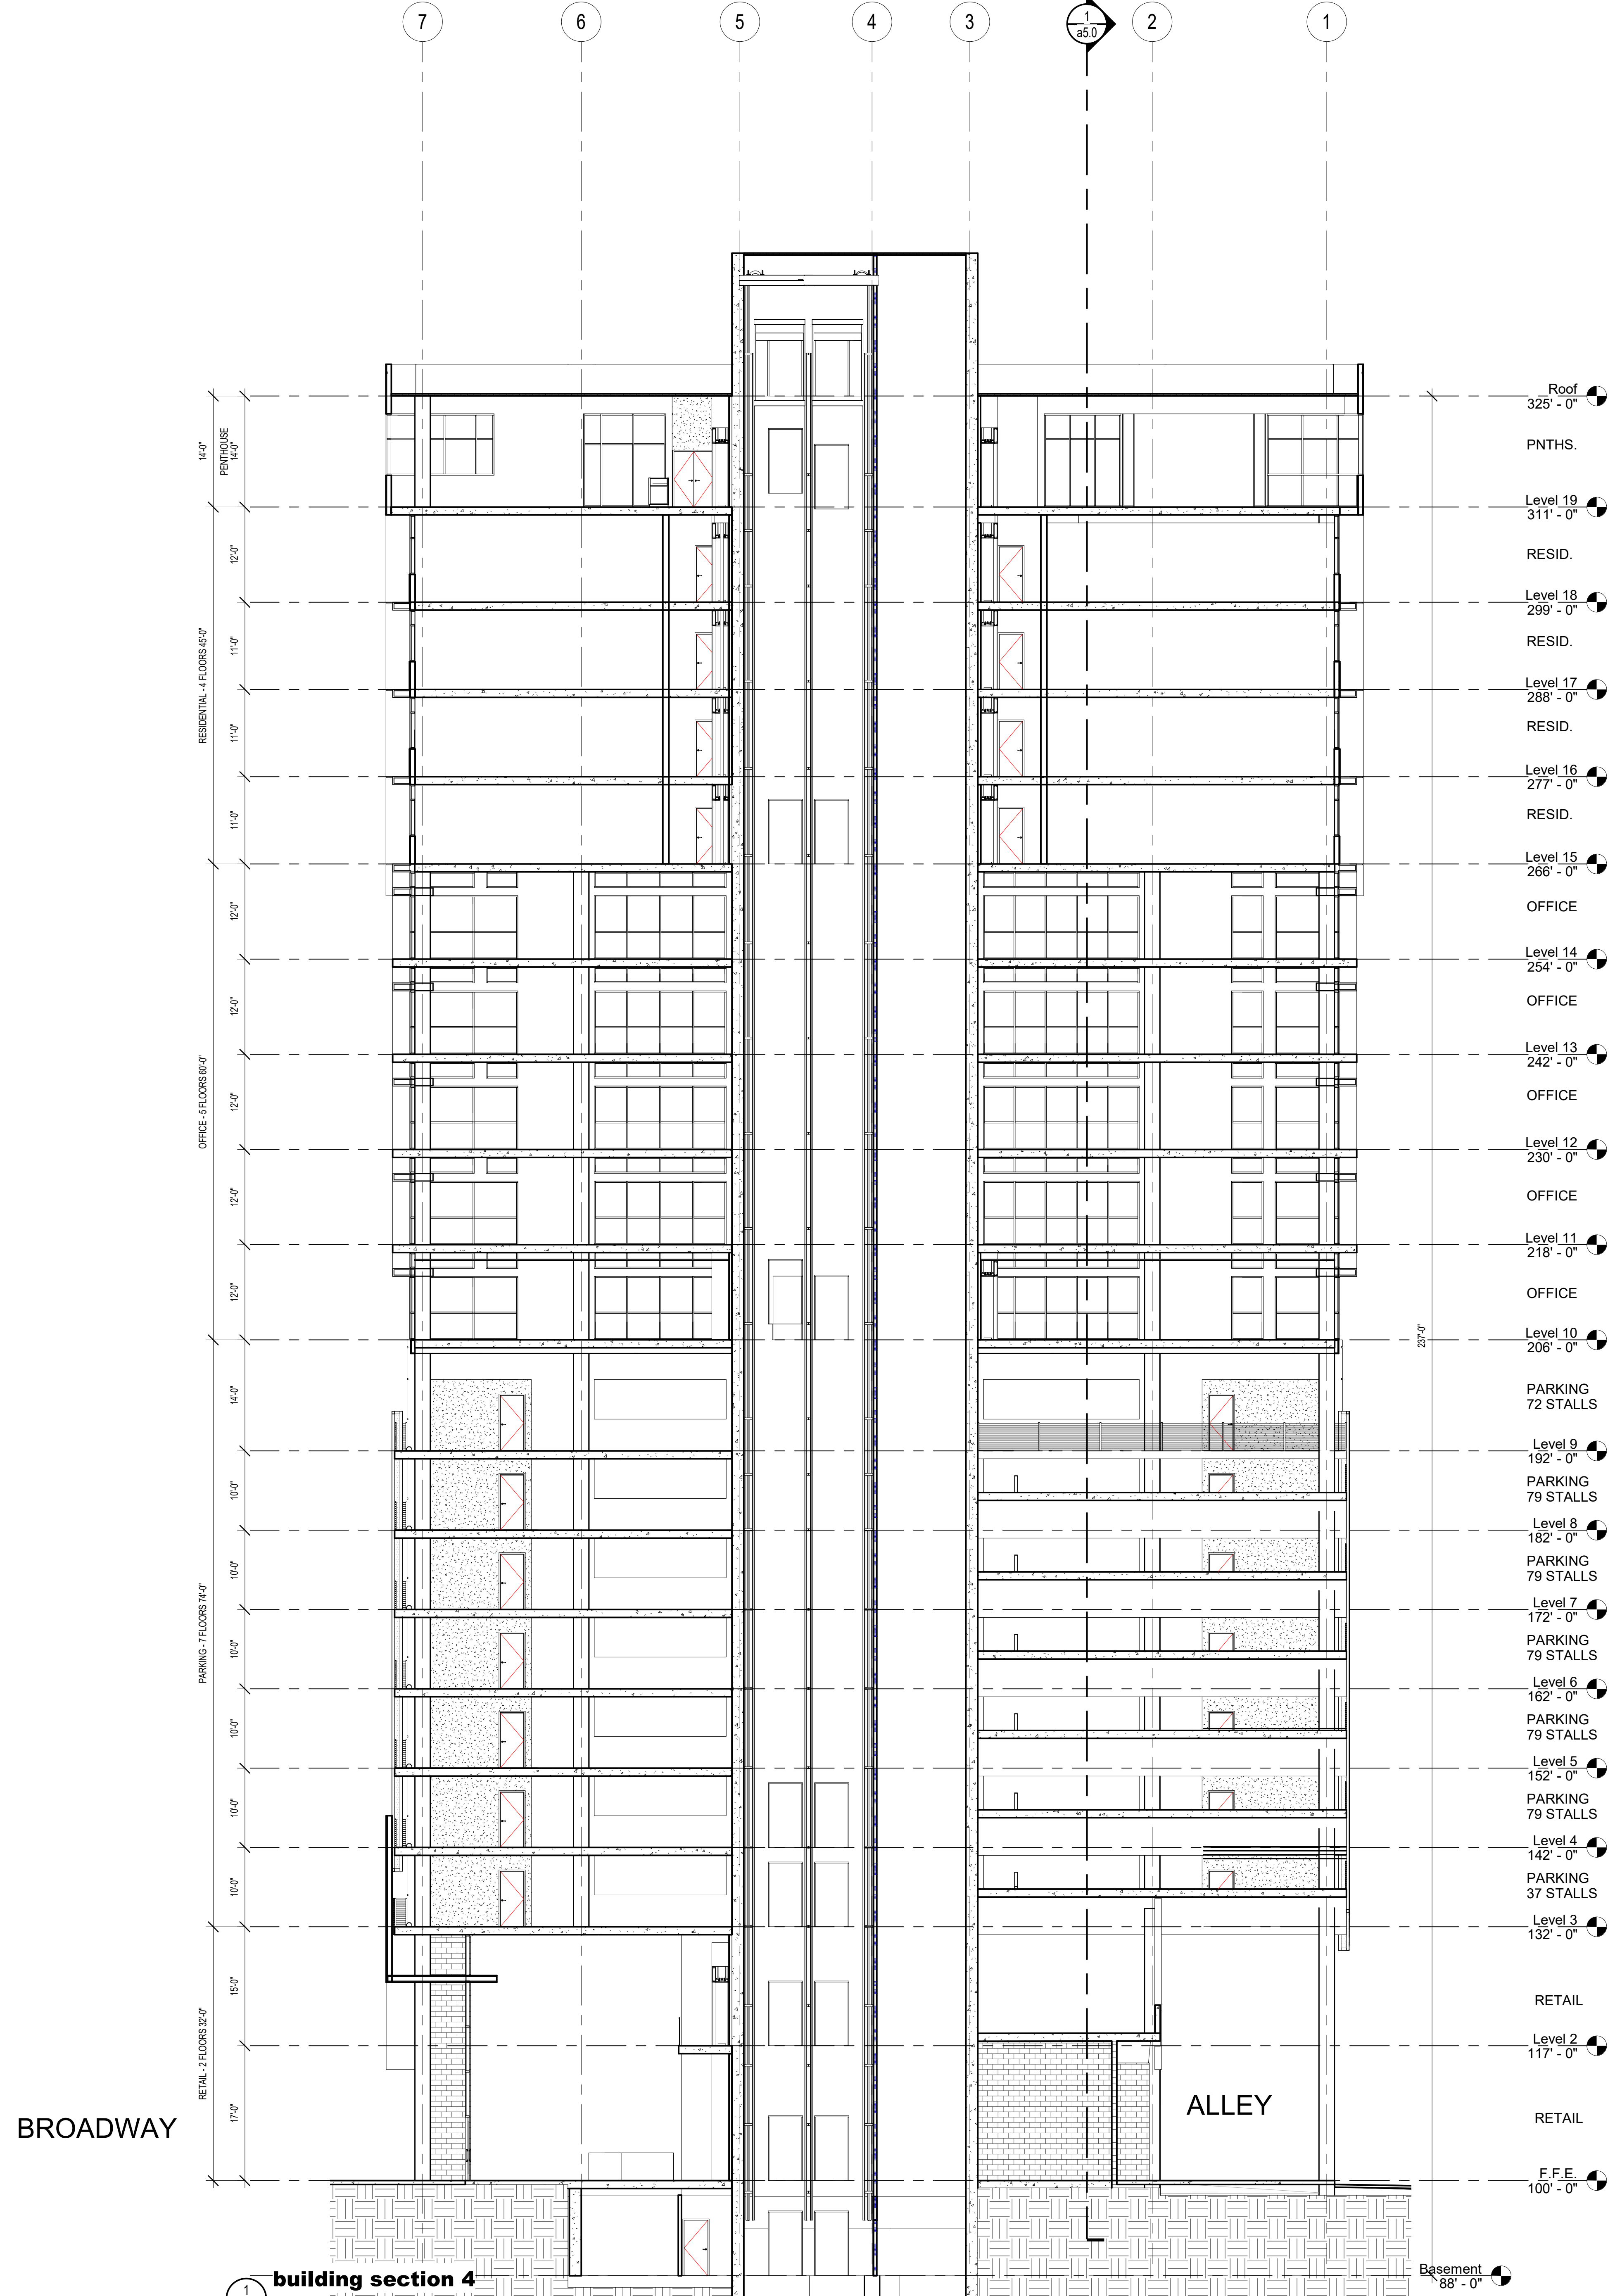 7 6 5 4 3 1 2 1
a5.0
Roof
325' - 0"
PNTHS.
14'-0"
PENTHOUSE
14'-0"
Level 19
311' - 0"
RESID.
12'-0"
Level 18
299' - 0"
RESID.
11'-0"
RESIDENTIAL - 4 FLOORS 45'-0"
Level 17
288' - 0"
RESID.
11'-0"
Level 16
277' - 0"
RESID.
11'-0"
Level 15
266' - 0"
OFFICE
12'-0"
Level 14
254' - 0"
OFFICE
12'-0"
Level 13
242' - 0"
OFFICE
12'-0"
OFFICE - 5 FLOORS 60'-0"
Level 12
230' - 0"
OFFICE
12'-0"
Level 11
218' - 0"
OFFICE
12'-0"
Level 10
206' - 0"
237'-0"
PARKING
72 STALLS
14'-0"
Level 9
192' - 0"
PARKING
79 STALLS
10'-0"
Level 8
182' - 0"
PARKING
79 STALLS
10'-0"
Level 7
172' - 0"
PARKING
79 STALLS
10'-0"
PARKING - 7 FLOORS 74'-0"
Level 6
162' - 0"
PARKING
79 STALLS
10'-0"
Level 5
152' - 0"
PARKING
79 STALLS
10'-0"
Level 4
142' - 0"
PARKING
37 STALLS
10'-0"
Level 3
132' - 0"
RETAIL
15'-0"
Level 2
117' - 0"
RETAIL - 2 FLOORS 32'-0"
17'-0"
BROADWAY
ALLEY
RETAIL
F.F.E.
100' - 0"
Basement
88' - 0"
building section 4
1